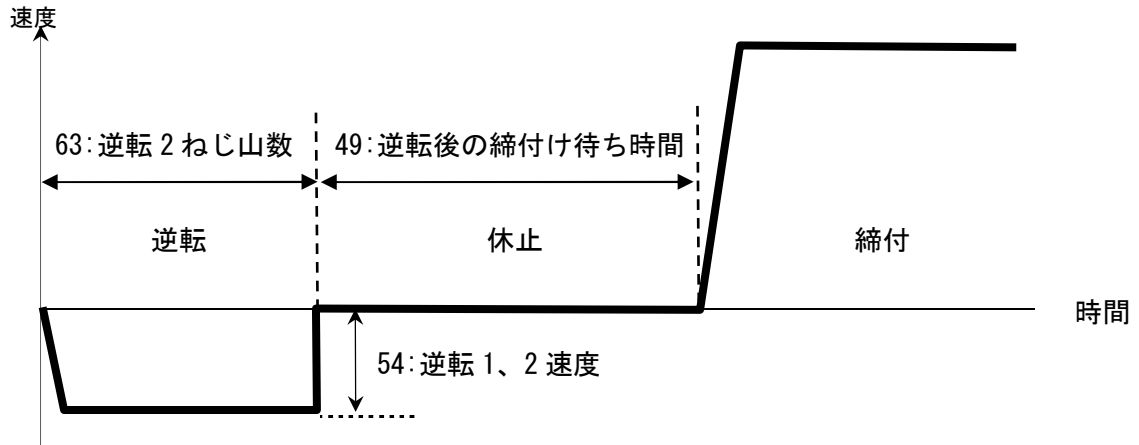 速度
63:逆転 2 ねじ山数
49:逆転後の締付け待ち時間
逆転
休止
締付
時間
54:逆転 1、2 速度